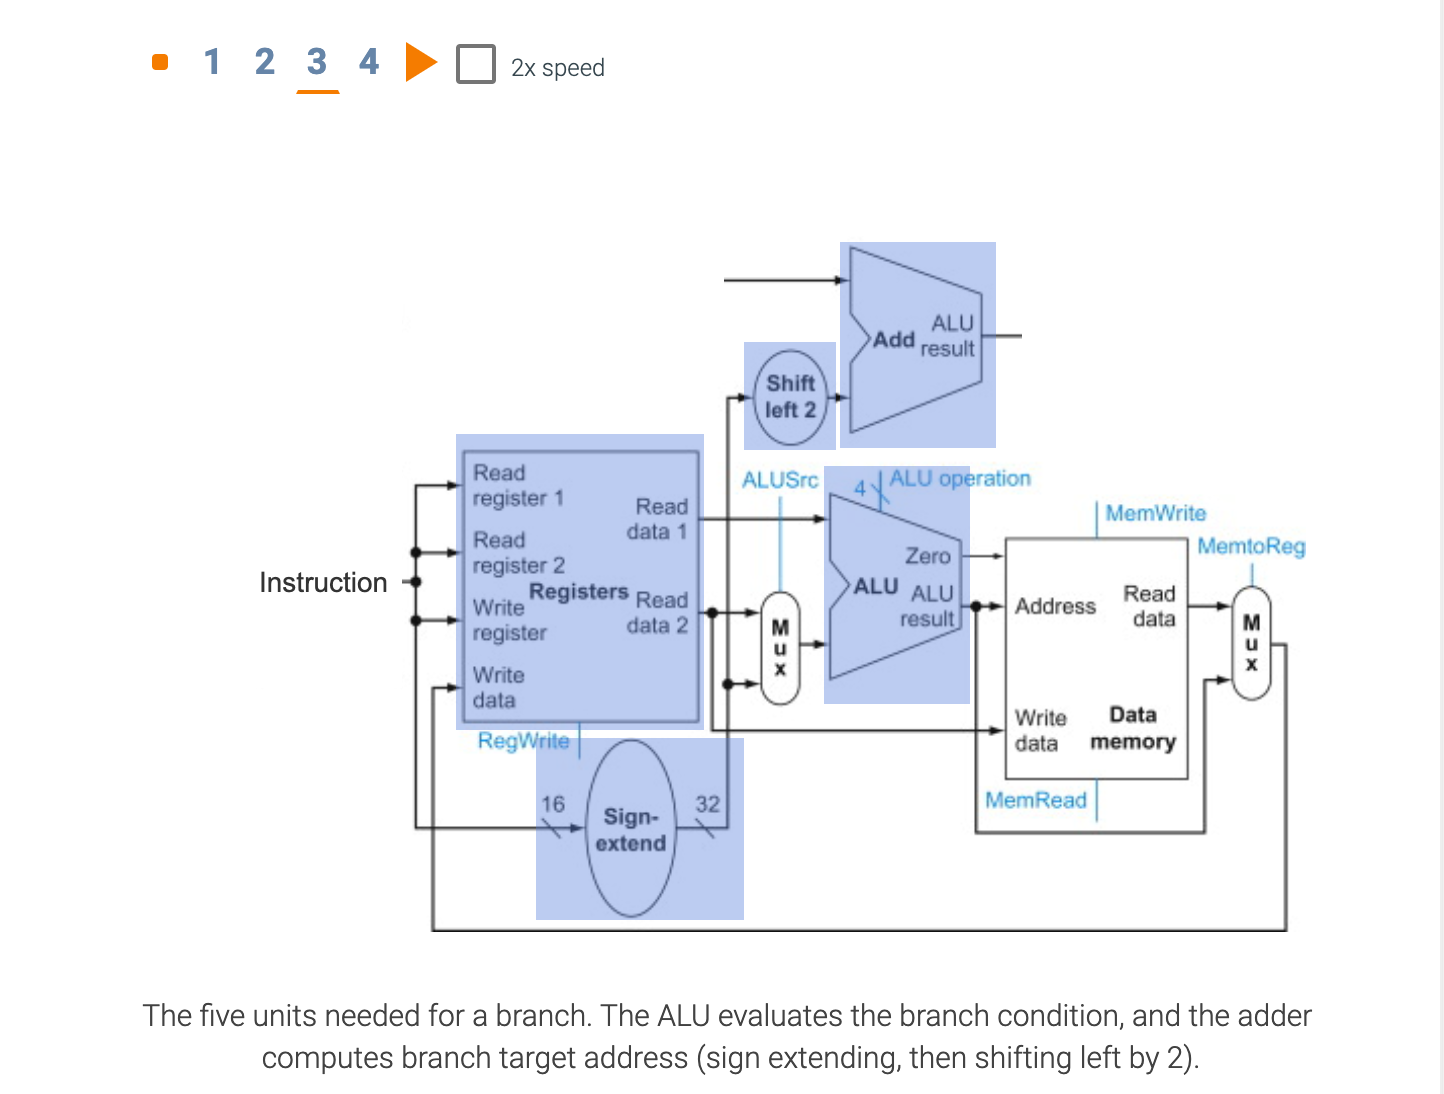 1 2 3 4 2x speed
Add
ALU
result
Shift
left 2
Read
register 1
Read
data 1
Read
register 2
Registers
Read
data 2
Write
register
Write
data
Instruction
RegWrite
16
Sign-
extend
32
ALUSrc
M
u
x
4
ALU operation
Zero
ALU
ALU
result
MemWrite
MemtoReg
Address
Read
data
M
u
x
Write
data
Data
memory
MemRead
The five units needed for a branch. The ALU evaluates the branch condition, and the adder
computes branch target address (sign extending, then shifting left by 2).